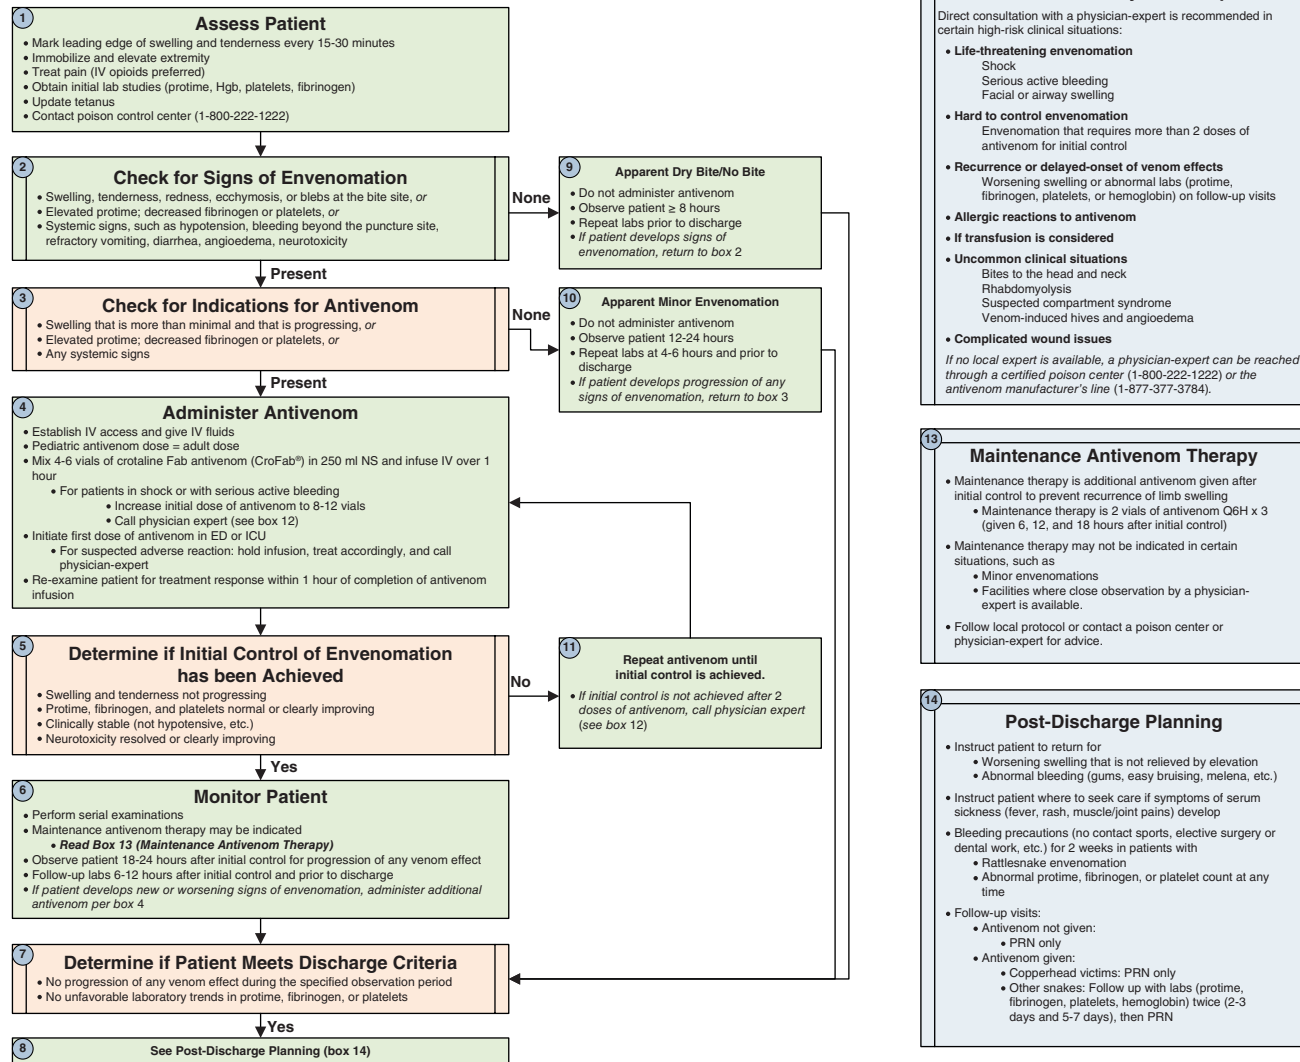 1
Assess Patient
• Mark leading edge of swelling and tenderness every 15-30 minutes
• Immobilize and elevate extremity
• Treat pain (IV opioids preferred)
• Obtain initial lab studies (protime, Hgb, platelets, fibrinogen)
• Update tetanus
• Contact poison control center (1-800-222-1222)
2
Check for Signs of Envenomation
• Swelling, tenderness, redness, ecchymosis, or blebs at the bite site, or
• Elevated protime; decreased fibrinogen or platelets, or
• Systemic signs, such as hypotension, bleeding beyond the puncture site,
refractory vomiting, diarrhea, angioedema, neurotoxicity
None
9
Apparent Dry Bite/No Bite
• Do not administer antivenom
• Observe patient ≥ 8 hours
• Repeat labs prior to discharge
• If patient develops signs of
envenomation, return to box 2
Present
3
Check for Indications for Antivenom
• Swelling that is more than minimal and that is progressing, or
• Elevated protime; decreased fibrinogen or platelets, or
• Any systemic signs
None
10
Apparent Minor Envenomation
• Do not administer antivenom
• Observe patient 12-24 hours
• Repeat labs at 4-6 hours and prior to
discharge
• If patient develops progression of any
signs of envenomation, return to box 3
Present
4
Administer Antivenom
• Establish IV access and give IV fluids
• Pediatric antivenom dose = adult dose
• Mix 4-6 vials of crotaline Fab antivenom (CroFab®) in 250 ml NS and infuse IV over 1
hour
• For patients in shock or with serious active bleeding
• Increase initial dose of antivenom to 8-12 vials
• Call physician expert (see box 12)
• Initiate first dose of antivenom in ED or ICU
• For suspected adverse reaction: hold infusion, treat accordingly, and call
physician-expert
• Re-examine patient for treatment response within 1 hour of completion of antivenom
infusion
5
Determine if Initial Control of Envenomation
has been Achieved
• Swelling and tenderness not progressing
• Protime, fibrinogen, and platelets normal or clearly improving
• Clinically stable (not hypotensive, etc.)
• Neurotoxicity resolved or clearly improving
No
11
Repeat antivenom until
initial control is achieved.
• If initial control is not achieved after 2
doses of antivenom, call physician expert
(see box 12)
Yes
6
Monitor Patient
• Perform serial examinations
• Maintenance antivenom therapy may be indicated
• Read Box 13 (Maintenance Antivenom Therapy)
• Observe patient 18-24 hours after initial control for progression of any venom effect
• Follow-up labs 6-12 hours after initial control and prior to discharge
• If patient develops new or worsening signs of envenomation, administer additional
antivenom per box 4
7
Determine if Patient Meets Discharge Criteria
• No progression of any venom effect during the specified observation period
• No unfavorable laboratory trends in protime, fibrinogen, or platelets
Yes
8
See Post-Discharge Planning (box 14)
Direct consultation with a physician-expert is recommended in
certain high-risk clinical situations:
• Life-threatening envenomation
Shock
Serious active bleeding
Facial or airway swelling
• Hard to control envenomation
Envenomation that requires more than 2 doses of
antivenom for initial control
• Recurrence or delayed-onset of venom effects
Worsening swelling or abnormal labs (protime,
fibrinogen, platelets, or hemoglobin) on follow-up visits
• Allergic reactions to antivenom
• If transfusion is considered
• Uncommon clinical situations
Bites to the head and neck
Rhabdomyolysis
Suspected compartment syndrome
Venom-induced hives and angioedema
• Complicated wound issues
If no local expert is available, a physician-expert can be reached
through a certified poison center (1-800-222-1222) or the
antivenom manufacturer's line (1-877-377-3784).
13
Maintenance Antivenom Therapy
• Maintenance therapy is additional antivenom given after
initial control to prevent recurrence of limb swelling
• Maintenance therapy is 2 vials of antivenom Q6H x 3
(given 6, 12, and 18 hours after initial control)
• Maintenance therapy may not be indicated in certain
situations, such as
• Minor envenomations
• Facilities where close observation by a physician-
expert is available.
• Follow local protocol or contact a poison center or
physician-expert for advice.
14
Post-Discharge Planning
• Instruct patient to return for
• Worsening swelling that is not relieved by elevation
• Abnormal bleeding (gums, easy bruising, melena, etc.)
• Instruct patient where to seek care if symptoms of serum
sickness (fever, rash, muscle/joint pains) develop
• Bleeding precautions (no contact sports, elective surgery or
dental work, etc.) for 2 weeks in patients with
• Rattlesnake envenomation
• Abnormal protime, fibrinogen, or platelet count at any
time
• Follow-up visits:
• Antivenom not given:
• PRN only
• Antivenom given:
• Copperhead victims: PRN only
• Other snakes: Follow up with labs (protime,
fibrinogen, platelets, hemoglobin) twice (2-3
days and 5-7 days), then PRN